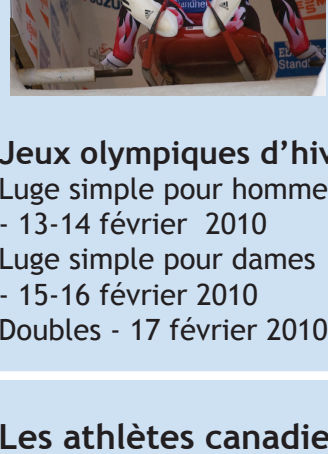 Jeux olympiques d’hiv
Luge simple pour homme
- 13-14 février  2010
Luge simple pour dames
- 15-16 février 2010
Doubles - 17 février 2010
Les athlètes canadie